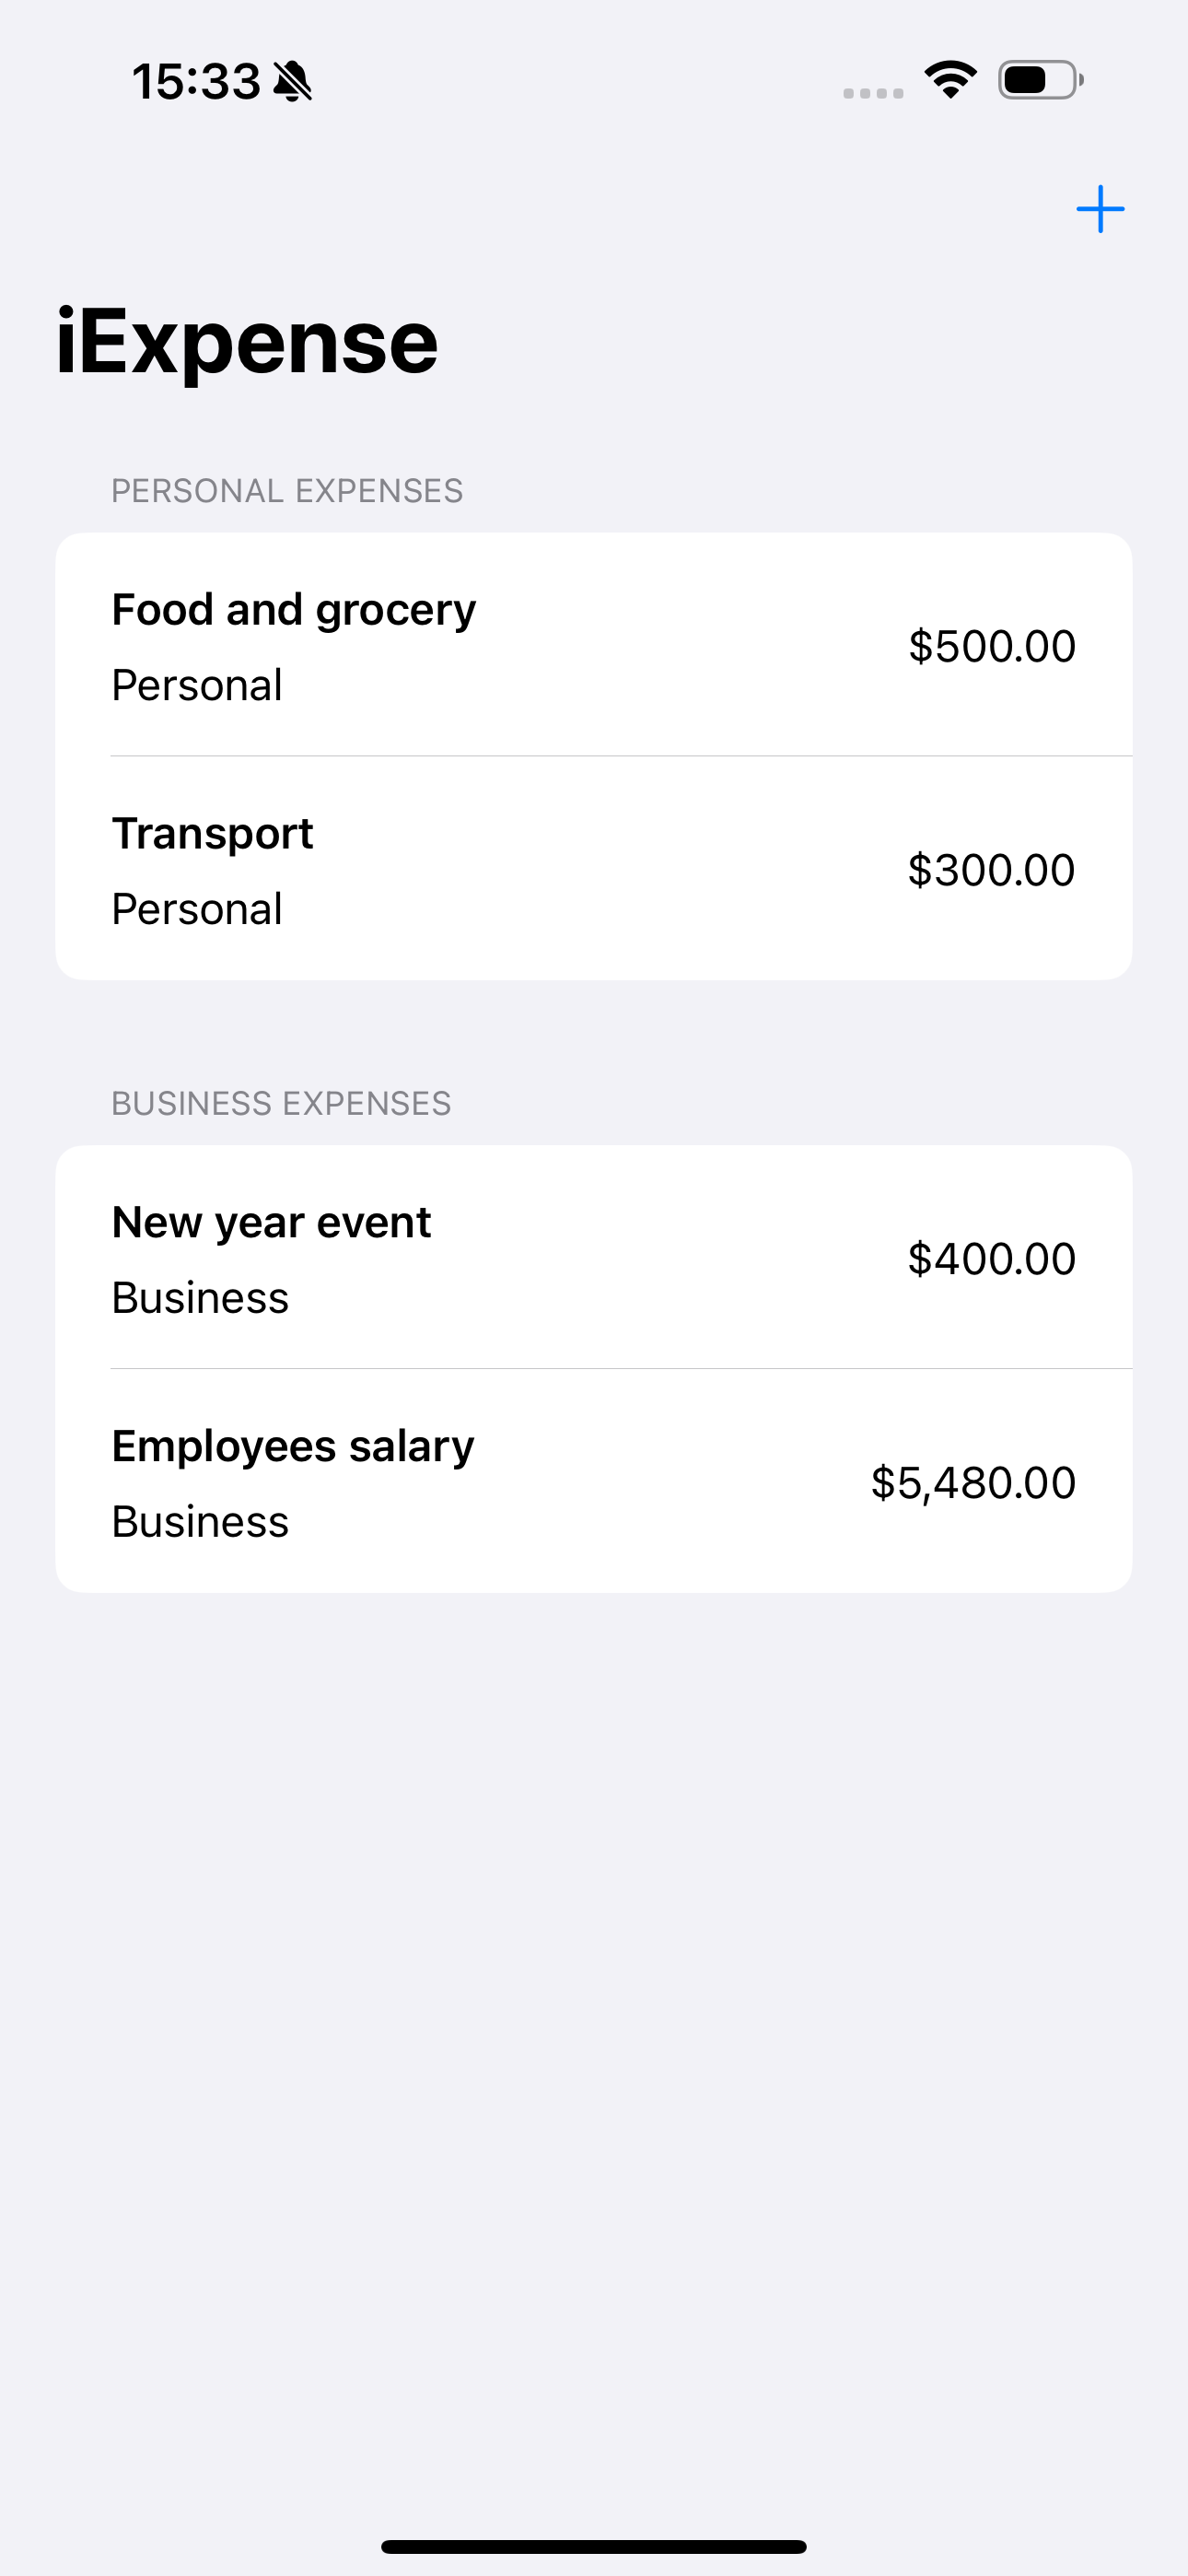 15:33
iExpense
PERSONAL EXPENSES
Food and grocery
Personal
$500.00
Transport
Personal
$300.00
BUSINESS EXPENSES
New year event
Business
$400.00
Employees salary
Business
$5,480.00